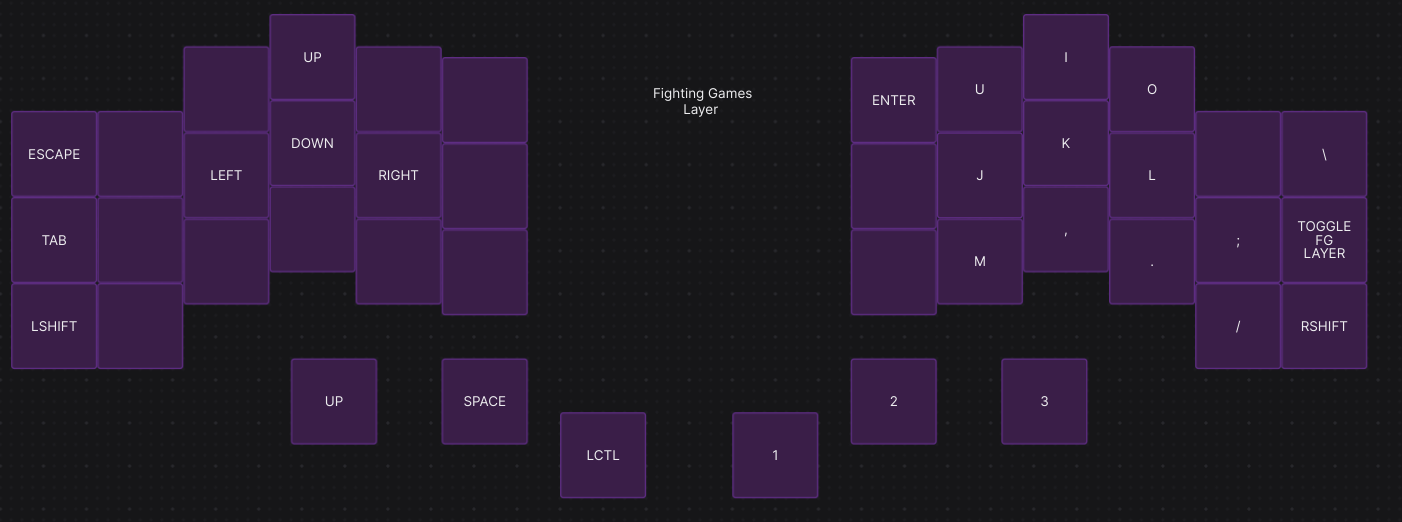 UP
I
Fighting Games
Layer
ENTER
U
O
ESCAPE
DOWN
K
\
LEFT
RIGHT
J
L
TAB
,
;
TOGGLE
FG
LAYER
M
.
LSHIFT
/
RSHIFT
UP
SPACE
2
3
LCTL
1